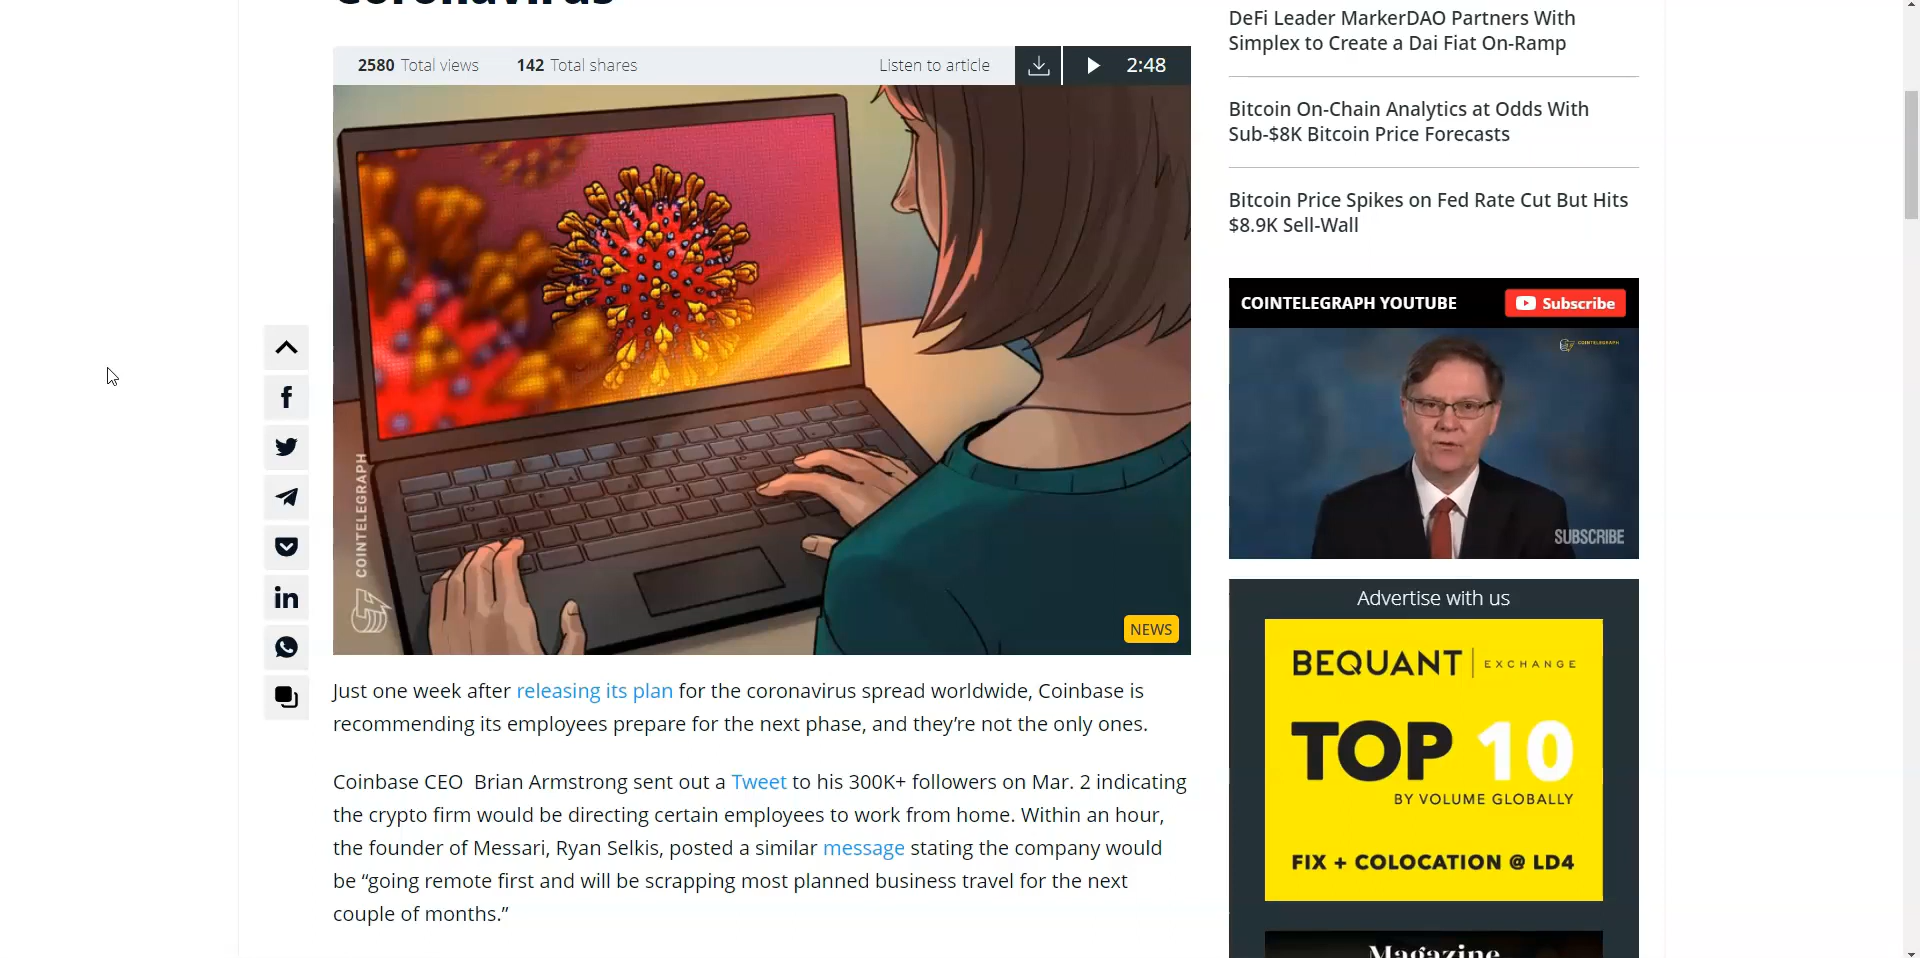 Coronavirus
2580 Total views 142 Total shares Listen to article 2:48
COINTELEGRAPH
NEWS
Just one week after releasing its plan for the coronavirus spread worldwide, Coinbase is
recommending its employees prepare for the next phase, and they’re not the only ones.
Coinbase CEO  Brian Armstrong sent out a Tweet to his 300K+ followers on Mar. 2 indicating
the crypto firm would be directing certain employees to work from home. Within an hour,
the founder of Messari, Ryan Selkis, posted a similar message stating the company would
be “going remote first and will be scrapping most planned business travel for the next
couple of months.”
DeFi Leader MarkerDAO Partners With
Simplex to Create a Dai Fiat On-Ramp
Bitcoin On-Chain Analytics at Odds With
Sub-$8K Bitcoin Price Forecasts
Bitcoin Price Spikes on Fed Rate Cut But Hits
$8.9K Sell-Wall
COINTELEGRAPH YOUTUBE Subscribe
COINTELEGRAPH
SUBSCRIBE
Advertise with us
BEQUANT EXCHANGE
TOP 10
BY VOLUME GLOBALLY
FIX + COLOCATION @ LD4
Magazine